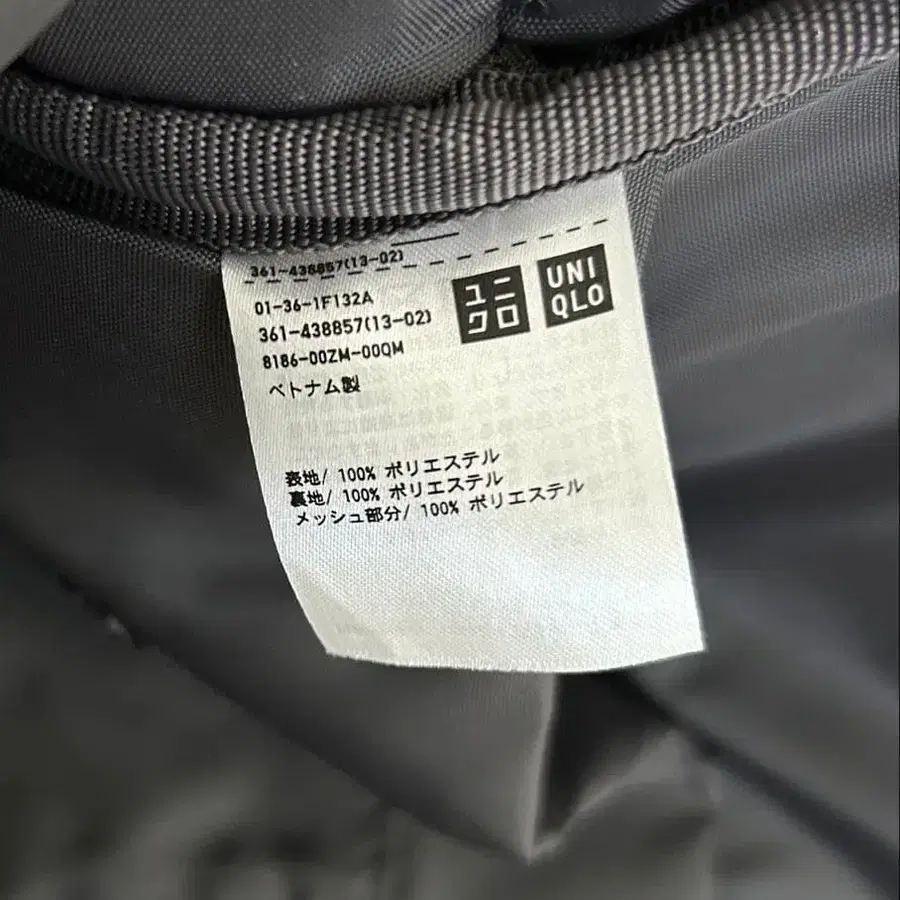 361-438857(13-02)
ユニ
クロ
UNI
QLO
01-36-1F132A
361-438857(13-02)
8186-00ZM-00QM
ベトナム製
表地/ 100% ポリエステル
裏地/ 100% ポリエステル
メッシュ部分/ 100% ポリエステル